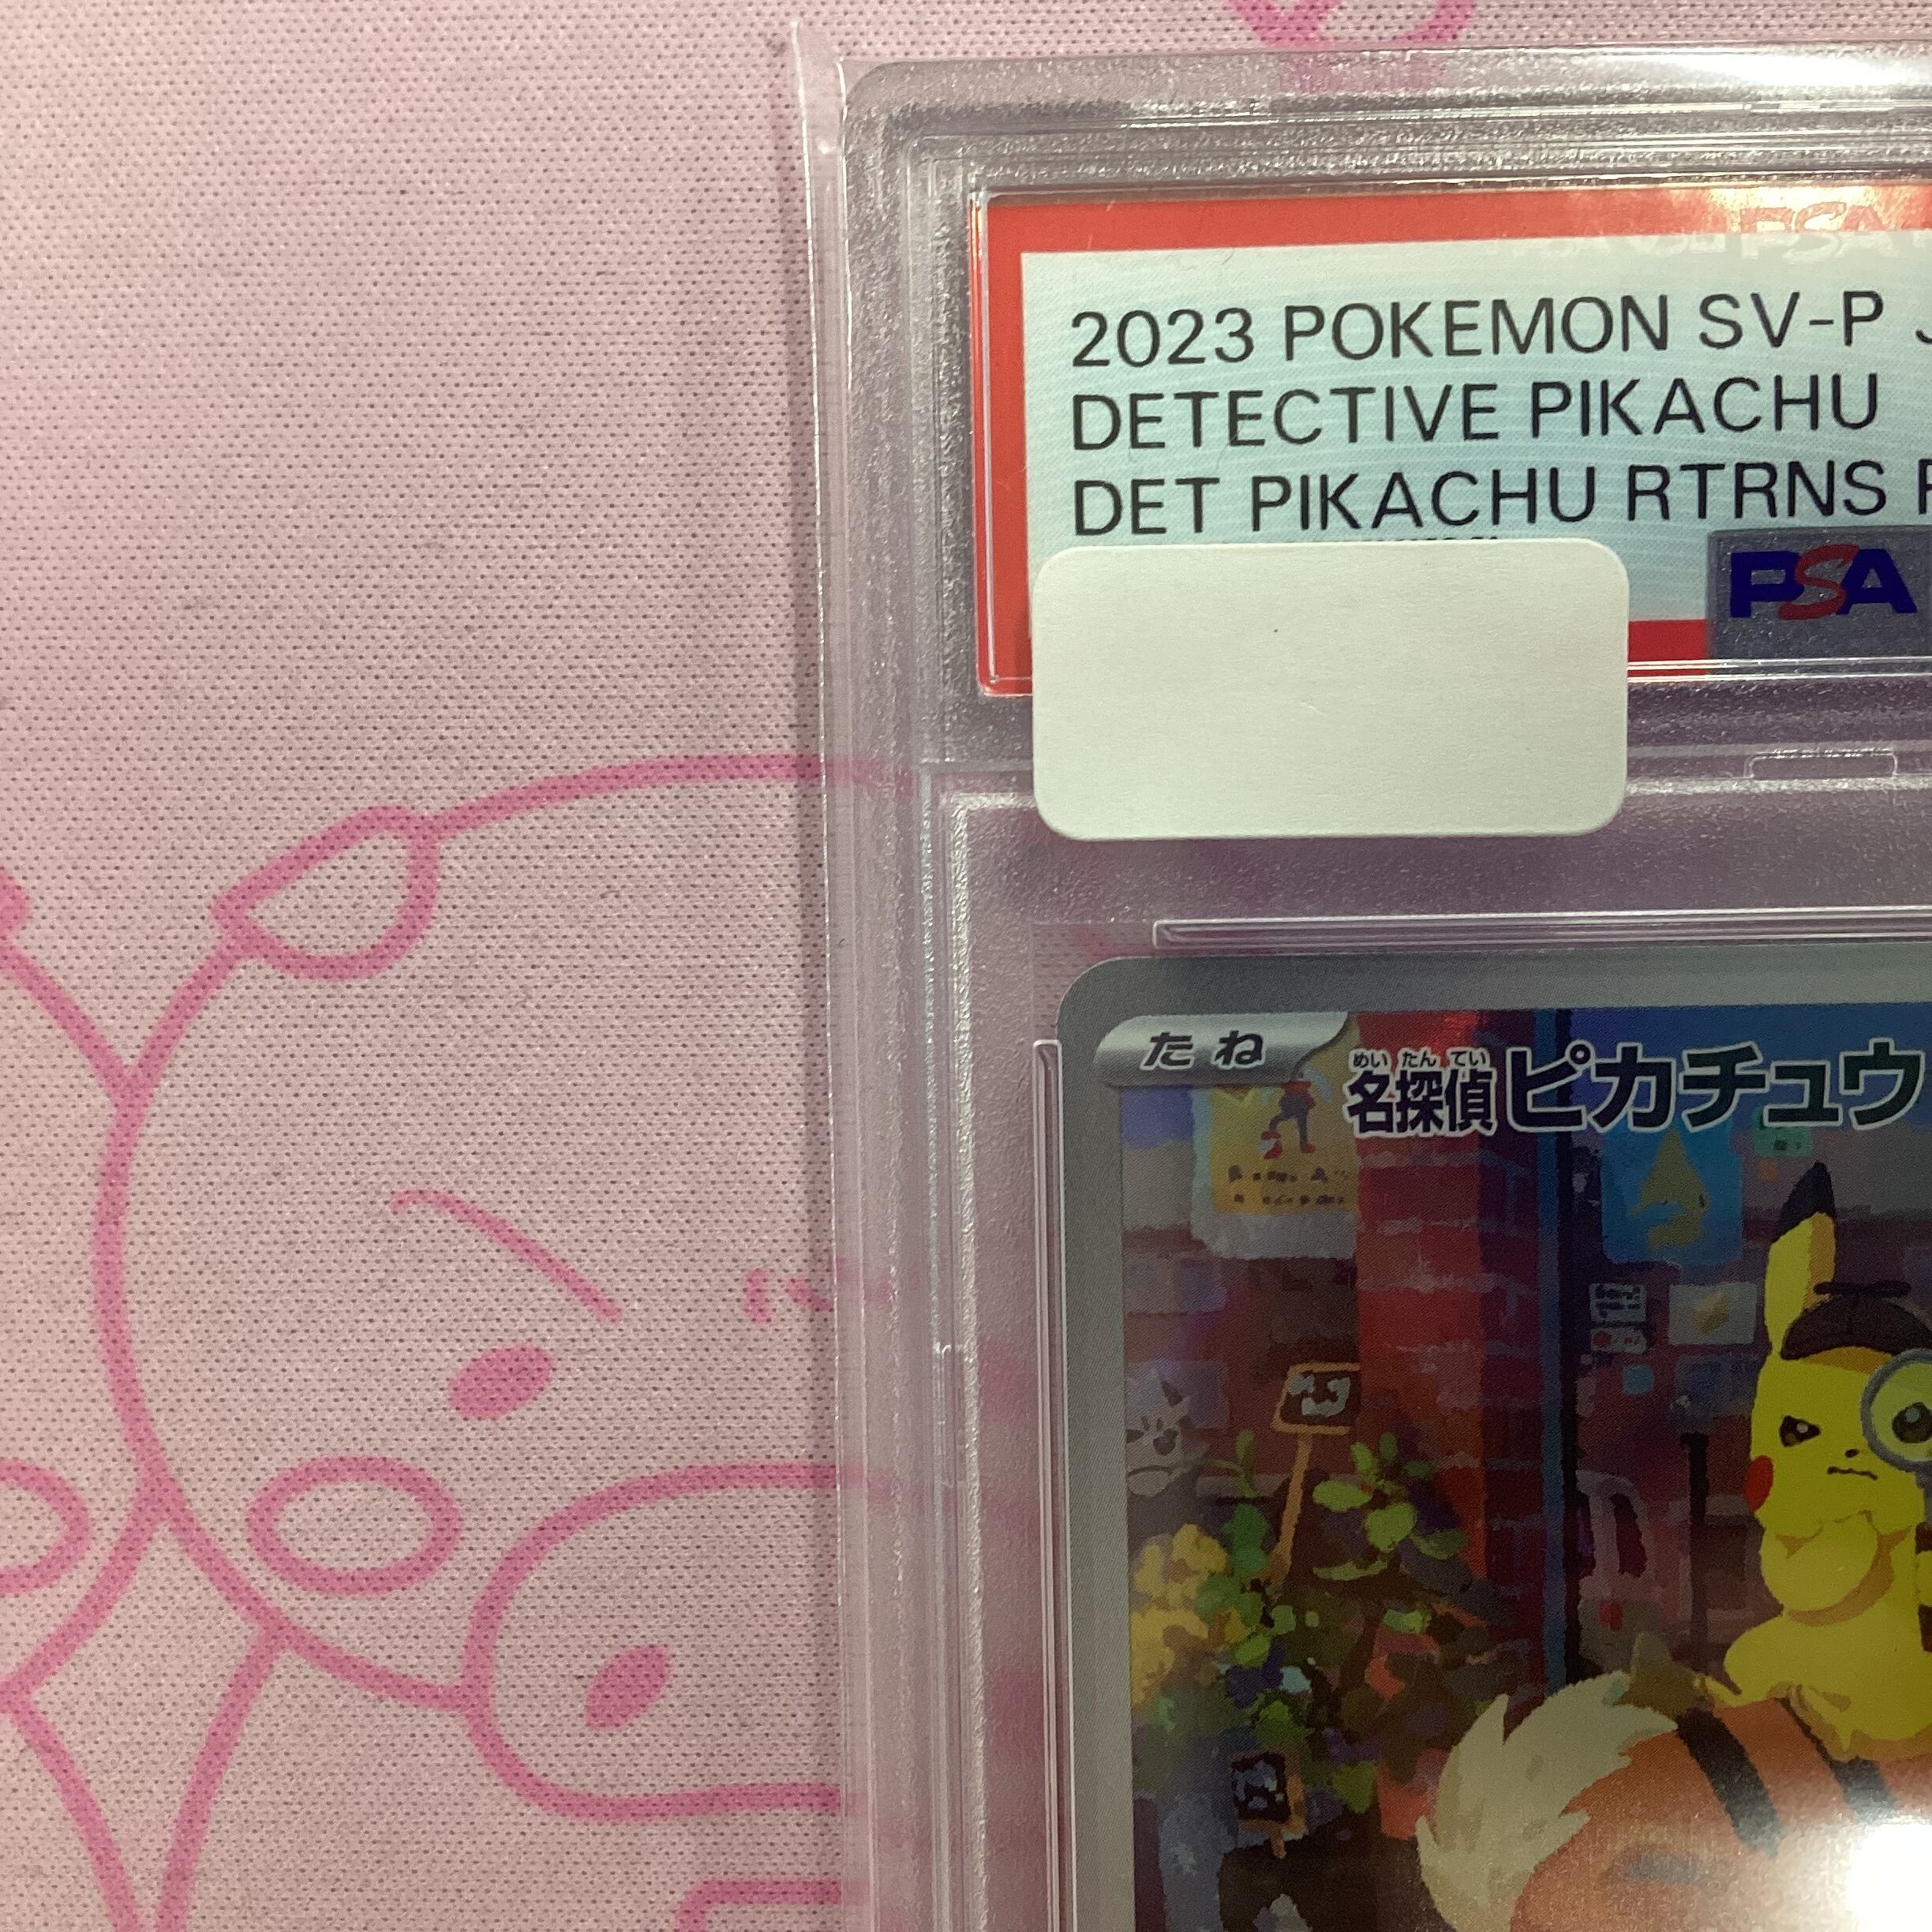 PSA
2023 POKEMON SV-P
DETECTIVE PIKACHU
DET PIKACHU RTRNS
PSA
たね
めいたんてい
名探偵ピカチュウ